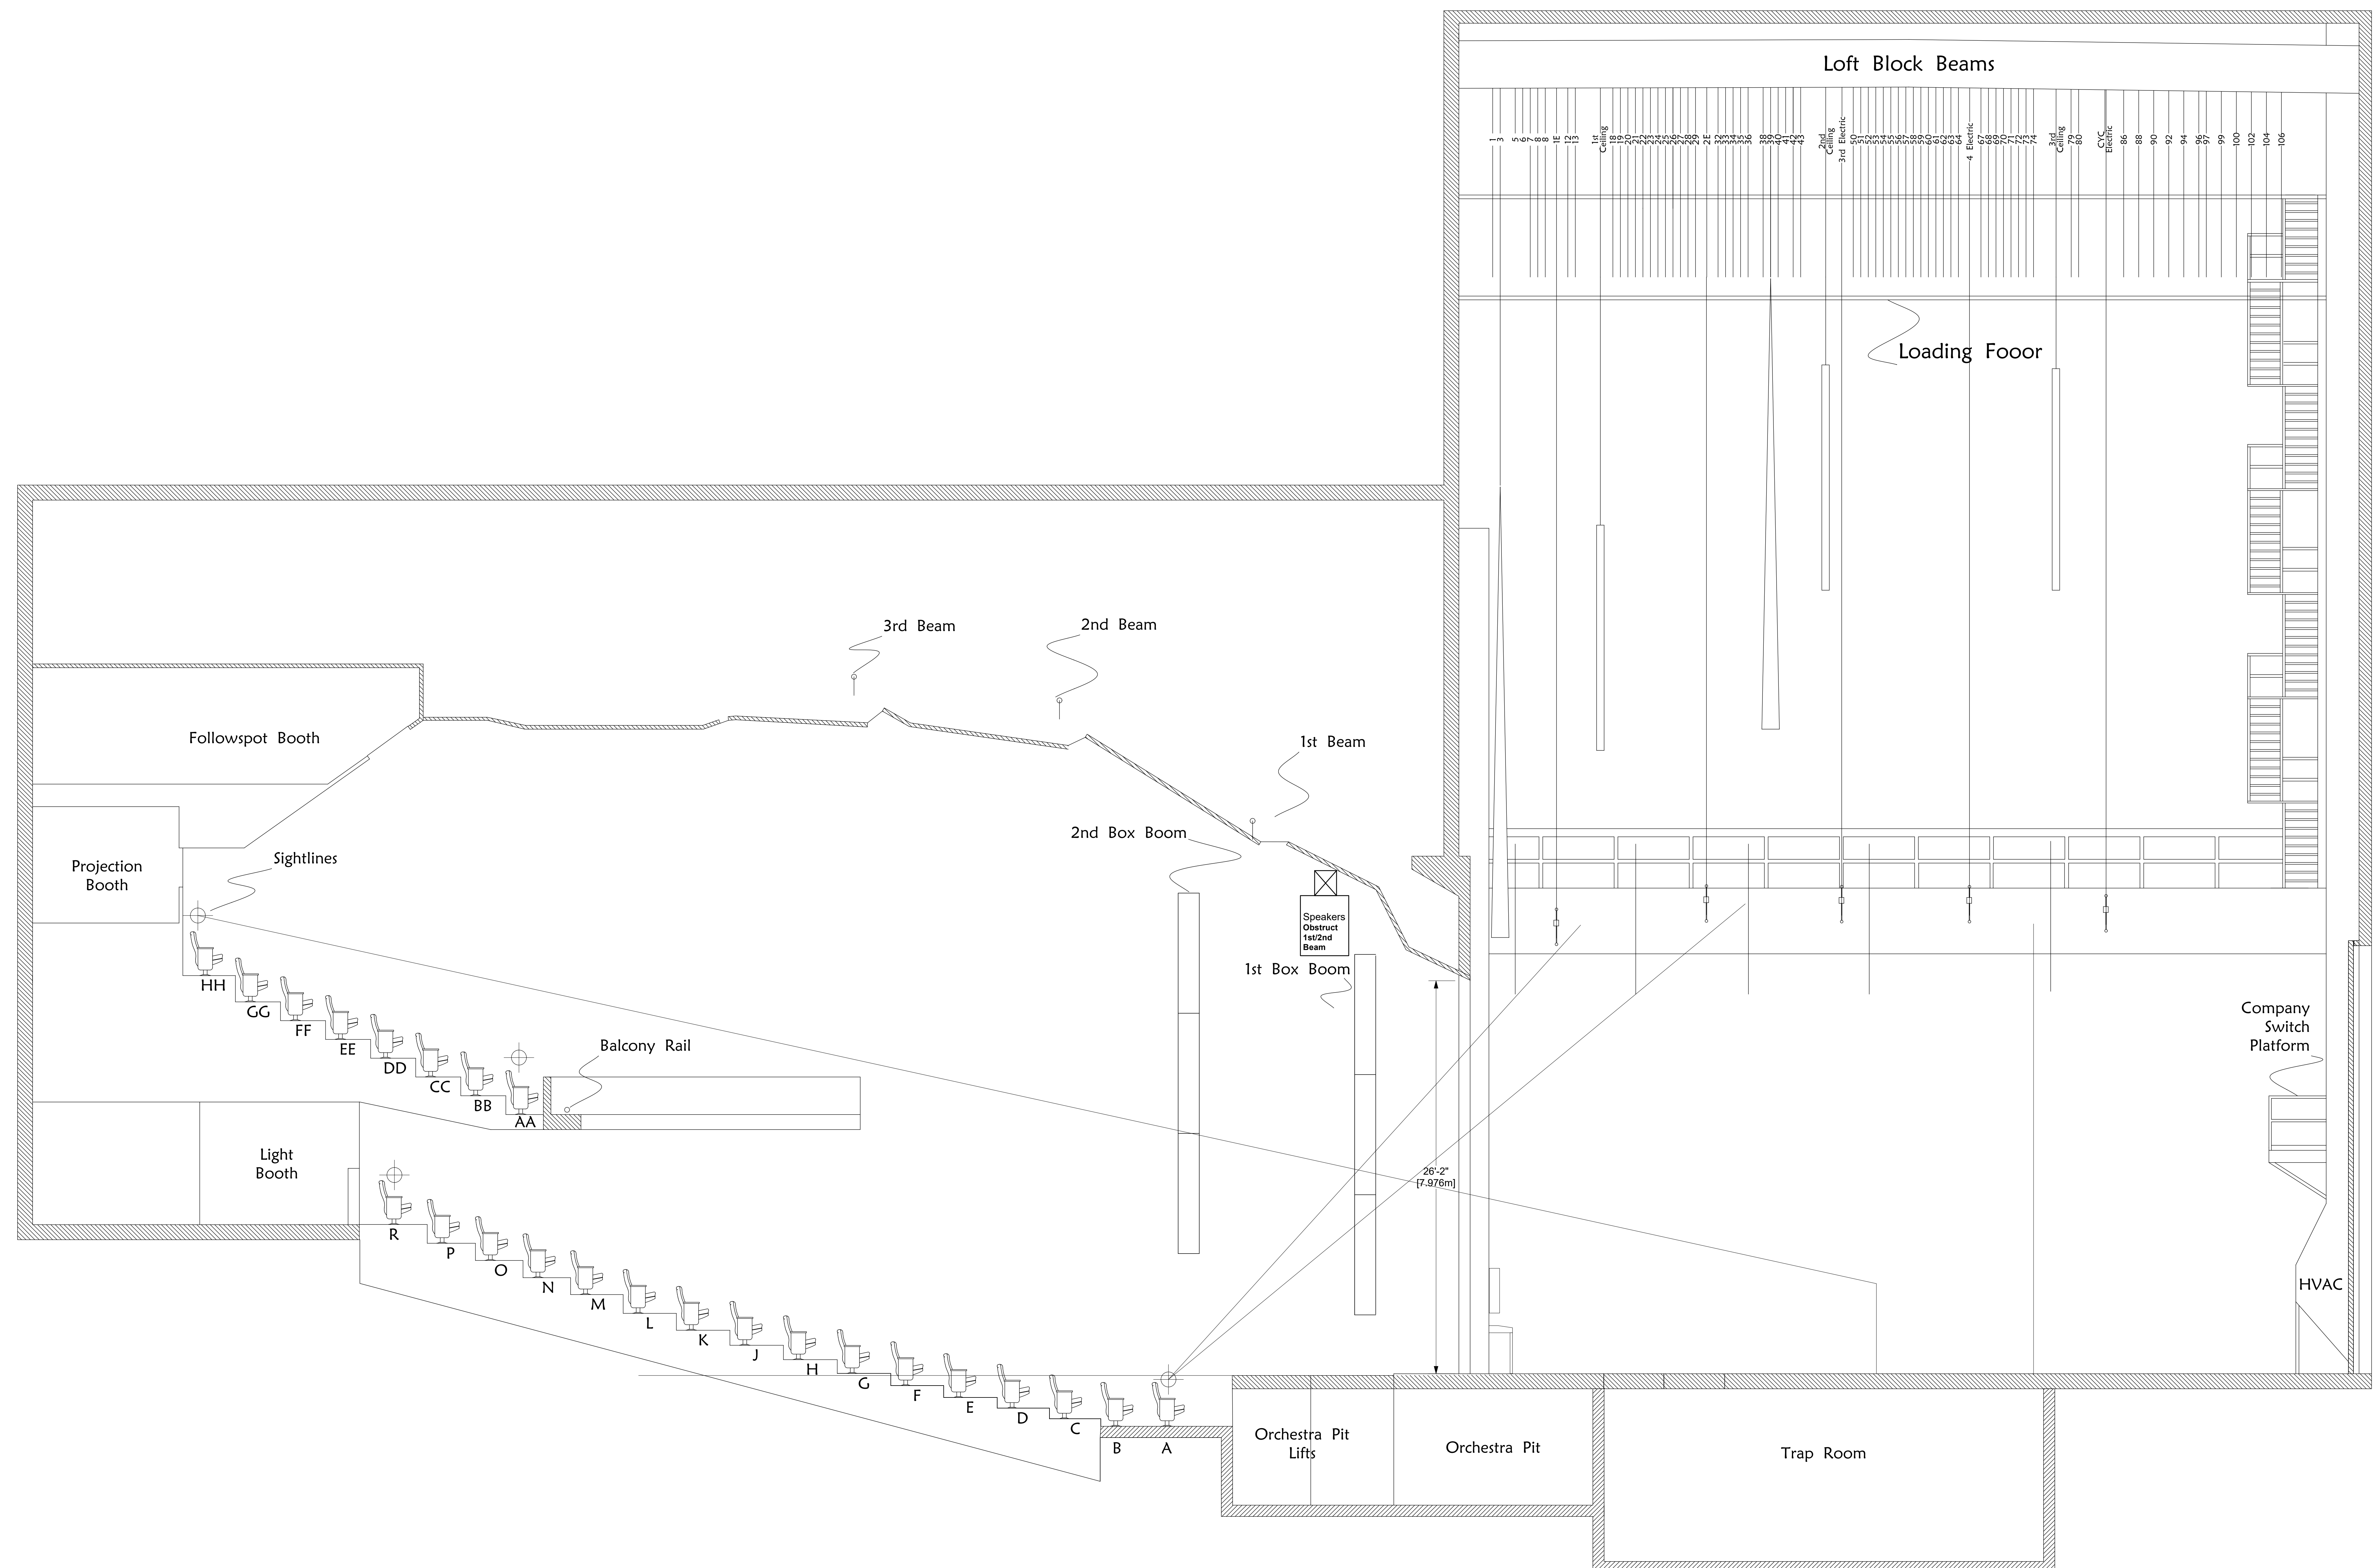 Loft Block Beams
1
3
5
6
7
8
8
1E
12
13
1st
Ceiling
18
19
20
21
22
23
24
25
26
27
28
29
2E
32
33
34
35
36
38
39
40
41
42
43
2nd
Ceiling
3rd Electric
50
51
52
53
54
55
56
57
58
59
60
61
62
63
64
4 Electric
67
68
69
70
71
72
73
74
3rd
Ceiling
79
80
CYC
Electric
86
88
90
92
94
96
97
99
100
102
104
106
Loading Fooor
3rd Beam
2nd Beam
Followspot Booth
1st Beam
2nd Box Boom
Projection
Booth
Sightlines
Speakers
Obstruct
1st/2nd
Beam
1st Box Boom
HH
GG
FF
EE
DD
CC
BB
AA
Balcony Rail
Company
Switch
Platform
Light
Booth
26'-2"
[7.976m]
R
P
O
N
M
L
K
J
H
G
F
E
D
C
B
A
HVAC
Orchestra Pit
Lifts
Orchestra Pit
Trap Room